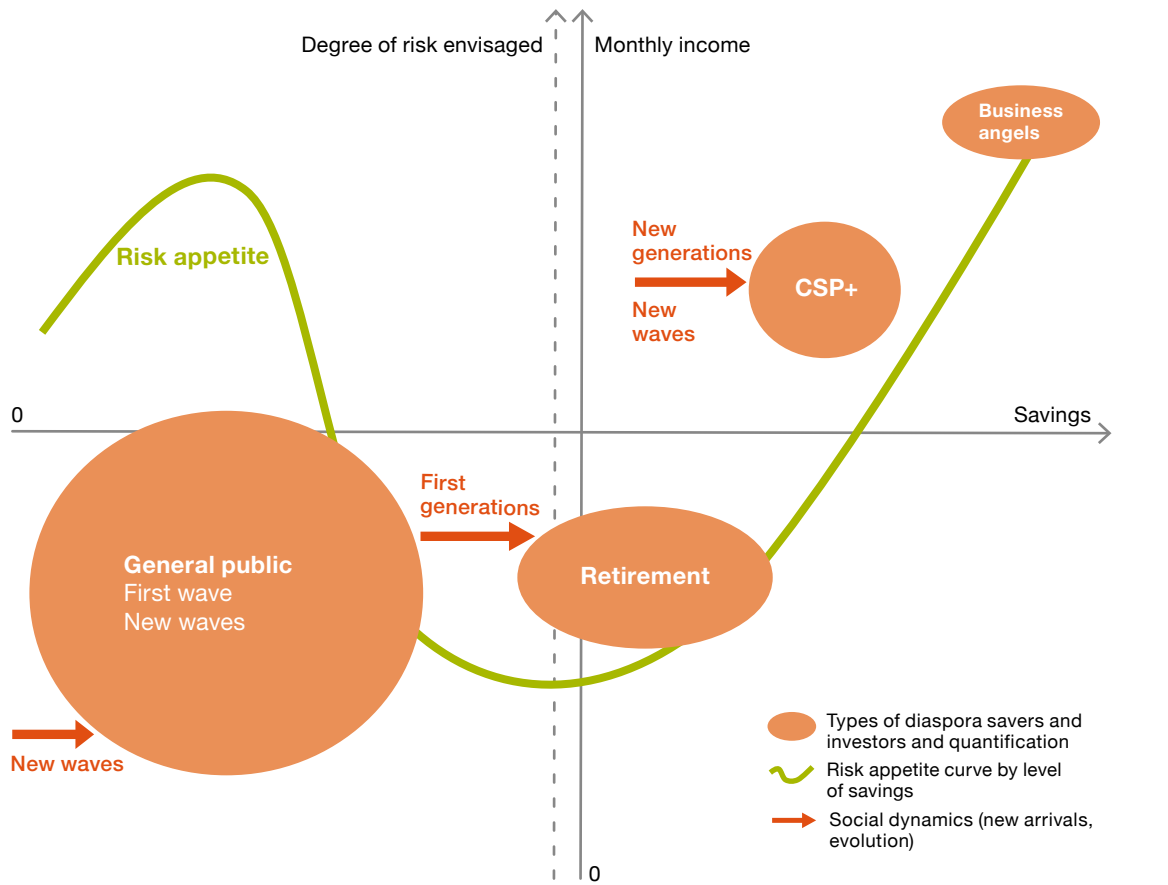 Degree of risk envisaged
Monthly income
Business
angels
New
generations
Risk appetite
CSP+
New
waves
0
Savings
First
generations
General public
First wave
New waves
Retirement
New waves
Types of diaspora savers and
investors and quantification
Risk appetite curve by level
of savings
Social dynamics (new arrivals,
evolution)
0